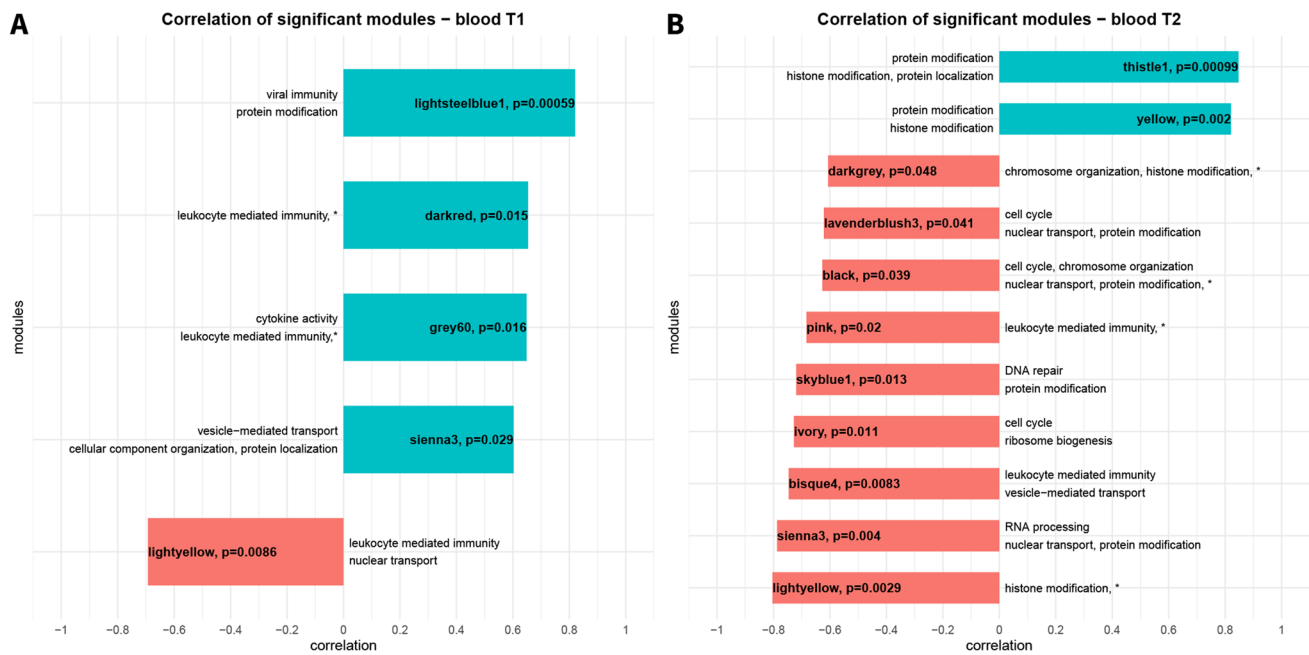 A
Correlation of significant modules − blood T1
modules
viral immunity
protein modification
lightsteelblue1, p=0.00059
leukocyte mediated immunity, *
darkred, p=0.015
cytokine activity
leukocyte mediated immunity,*
grey60, p=0.016
vesicle−mediated transport
cellular component organization, protein localization
sienna3, p=0.029
lightyellow, p=0.0086
leukocyte mediated immunity
nuclear transport
−1 −0.8 −0.6 −0.4 −0.2 0 0.2 0.4 0.6 0.8 1
correlation
B
Correlation of significant modules − blood T2
modules
protein modification
histone modification, protein localization
thistle1, p=0.00099
protein modification
histone modification
yellow, p=0.002
darkgrey, p=0.048
chromosome organization, histone modification, *
lavenderblush3, p=0.041
cell cycle
nuclear transport, protein modification
black, p=0.039
cell cycle, chromosome organization
nuclear transport, protein modification, *
pink, p=0.02
leukocyte mediated immunity, *
skyblue1, p=0.013
DNA repair
protein modification
ivory, p=0.011
cell cycle
ribosome biogenesis
bisque4, p=0.0083
leukocyte mediated immunity
vesicle−mediated transport
sienna3, p=0.004
RNA processing
nuclear transport, protein modification
lightyellow, p=0.0029
histone modification, *
−1 −0.8 −0.6 −0.4 −0.2 0 0.2 0.4 0.6 0.8 1
correlation